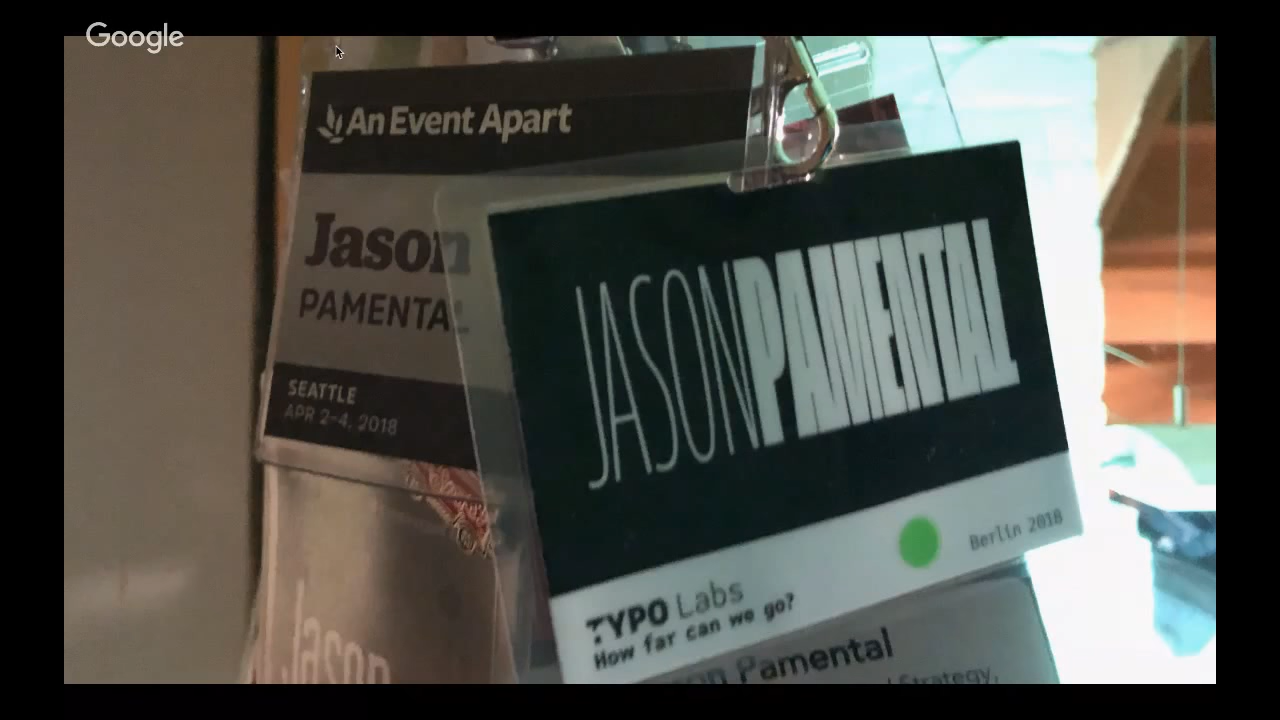 Google
An Event Apart
Jason
PAMENTAL
SEATTLE
APR 2-4, 2018
JASONPAMENTAL
Berlin 2018
TYPO Labs
How far can we go?
Jason
Pamental
Strategy,